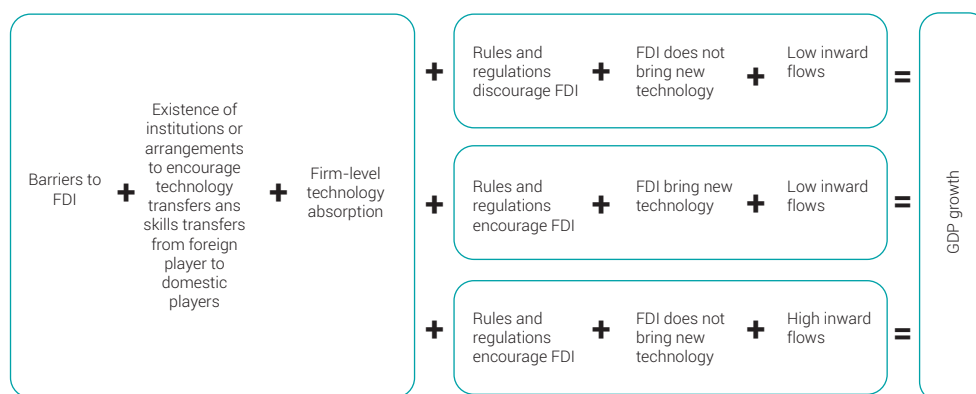 Barriers to
FDI
+
Existence of
institutions or
arrangements
to encourage
technology
transfers ans
skills transfers
from foreign
player to
domestic
players
+
Firm-level
technology
absorption
+
Rules and
regulations
discourage FDI
+
FDI does not
bring new
technology
+
Low inward
flows
=
+
Rules and
regulations
encourage FDI
+
FDI bring new
technology
+
Low inward
flows
=
+
Rules and
regulations
encourage FDI
+
FDI does not
bring new
technology
+
High inward
flows
=
GDP growth